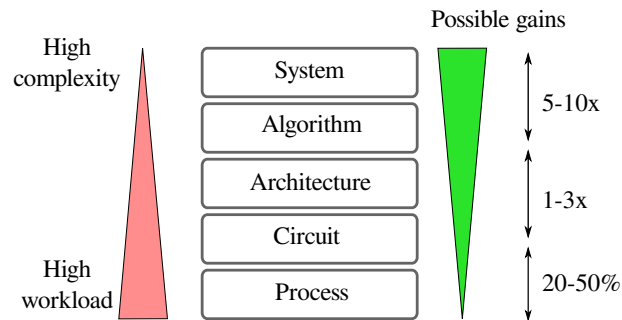 Possible gains
High
complexity
System
5-10x
Algorithm
Architecture
1-3x
Circuit
High
workload
Process
20-50%